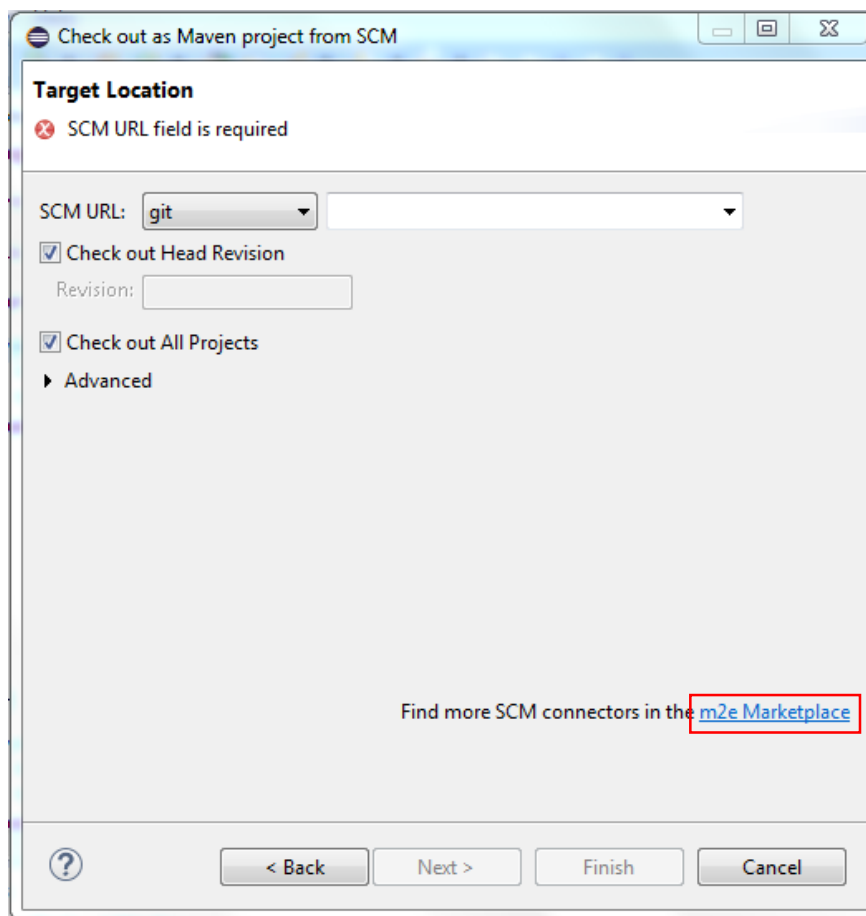 Check out as Maven project from SCM
Target Location
SCM URL field is required
SCM URL: git
Check out Head Revision
Revision:
Check out All Projects
Advanced
Find more SCM connectors in the m2e Marketplace
? < Back Next > Finish Cancel